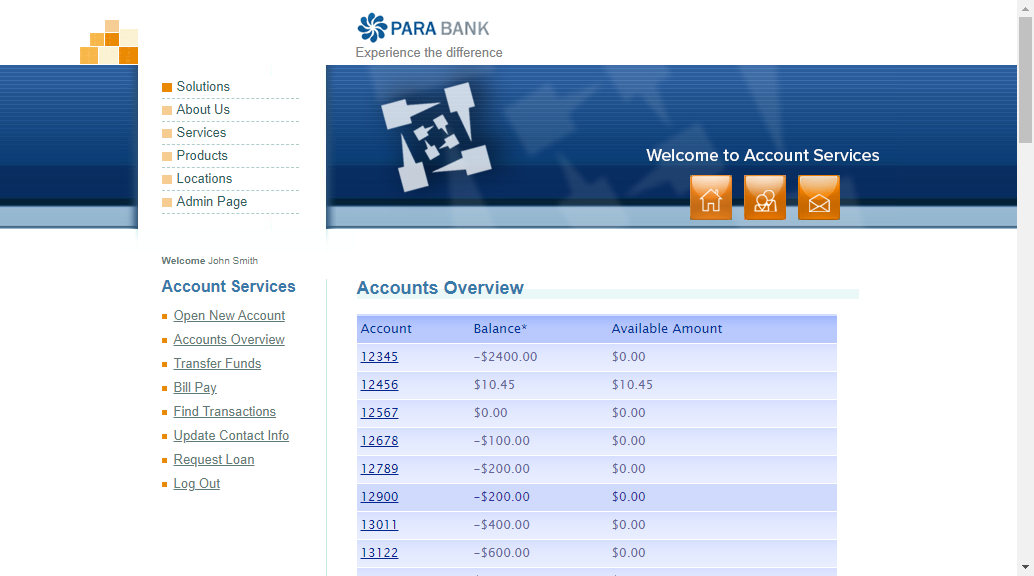 PARA BANK
Experience the difference
Solutions
About Us
Services
Products
Locations
Admin Page
Welcome to Account Services
Welcome John Smith
Account Services
Open New Account
Accounts Overview
Transfer Funds
Bill Pay
Find Transactions
Update Contact Info
Request Loan
Log Out
Accounts Overview
Account Balance* Available Amount
12345 -$2400.00 $0.00
12456 $10.45 $10.45
12567 $0.00 $0.00
12678 -$100.00 $0.00
12789 -$200.00 $0.00
12900 -$200.00 $0.00
13011 -$400.00 $0.00
13122 -$600.00 $0.00